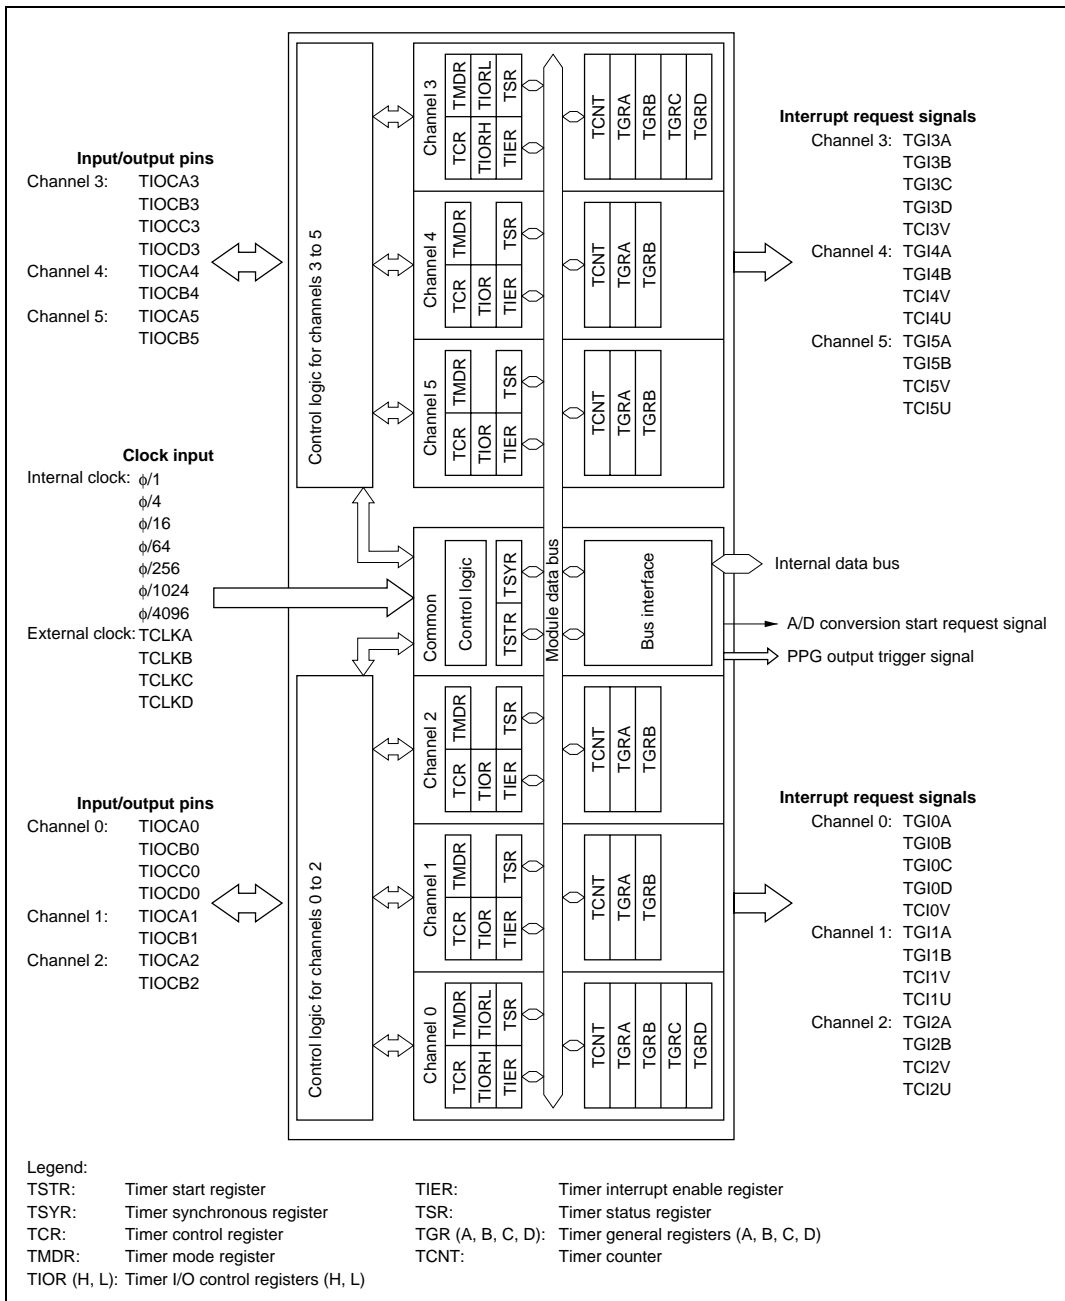 Input/output pins
Channel 3: TIOCA3
TIOCB3
TIOCC3
TIOCD3
Channel 4: TIOCA4
TIOCB4
Channel 5: TIOCA5
TIOCB5
Clock input
Internal clock: ϕ/1
ϕ/4
ϕ/16
ϕ/64
ϕ/256
ϕ/1024
ϕ/4096
External clock: TCLKA
TCLKB
TCLKC
TCLKD
Input/output pins
Channel 0: TIOCA0
TIOCB0
TIOCC0
TIOCD0
Channel 1: TIOCA1
TIOCB1
Channel 2: TIOCA2
TIOCB2
Control logic for channels 3 to 5
Control logic for channels 0 to 2
Channel 3
TCR TMDR
TIORH TIORL
TIER TSR
TCNT
TGRA
TGRB
TGRC
TGRD
Channel 4
TCR TMDR
TIOR
TIER TSR
TCNT
TGRA
TGRB
Channel 5
TCR TMDR
TIOR
TIER TSR
TCNT
TGRA
TGRB
Common
Control logic
TSTR TSYR
Module data bus
Bus interface
Channel 2
TCR TMDR
TIOR
TIER TSR
TCNT
TGRA
TGRB
Channel 1
TCR TMDR
TIOR
TIER TSR
TCNT
TGRA
TGRB
Channel 0
TCR TMDR
TIORH TIORL
TIER TSR
TCNT
TGRA
TGRB
TGRC
TGRD
Interrupt request signals
Channel 3: TGI3A
TGI3B
TGI3C
TGI3D
TCI3V
Channel 4: TGI4A
TGI4B
TCI4V
TCI4U
Channel 5: TGI5A
TGI5B
TCI5V
TCI5U
Internal data bus
A/D conversion start request signal
PPG output trigger signal
Interrupt request signals
Channel 0: TGI0A
TGI0B
TGI0C
TGI0D
TCI0V
Channel 1: TGI1A
TGI1B
TCI1V
TCI1U
Channel 2: TGI2A
TGI2B
TCI2V
TCI2U
Legend:
TSTR: Timer start register
TSYR: Timer synchronous register
TCR: Timer control register
TMDR: Timer mode register
TIOR (H, L): Timer I/O control registers (H, L)
TIER: Timer interrupt enable register
TSR: Timer status register
TGR (A, B, C, D): Timer general registers (A, B, C, D)
TCNT: Timer counter